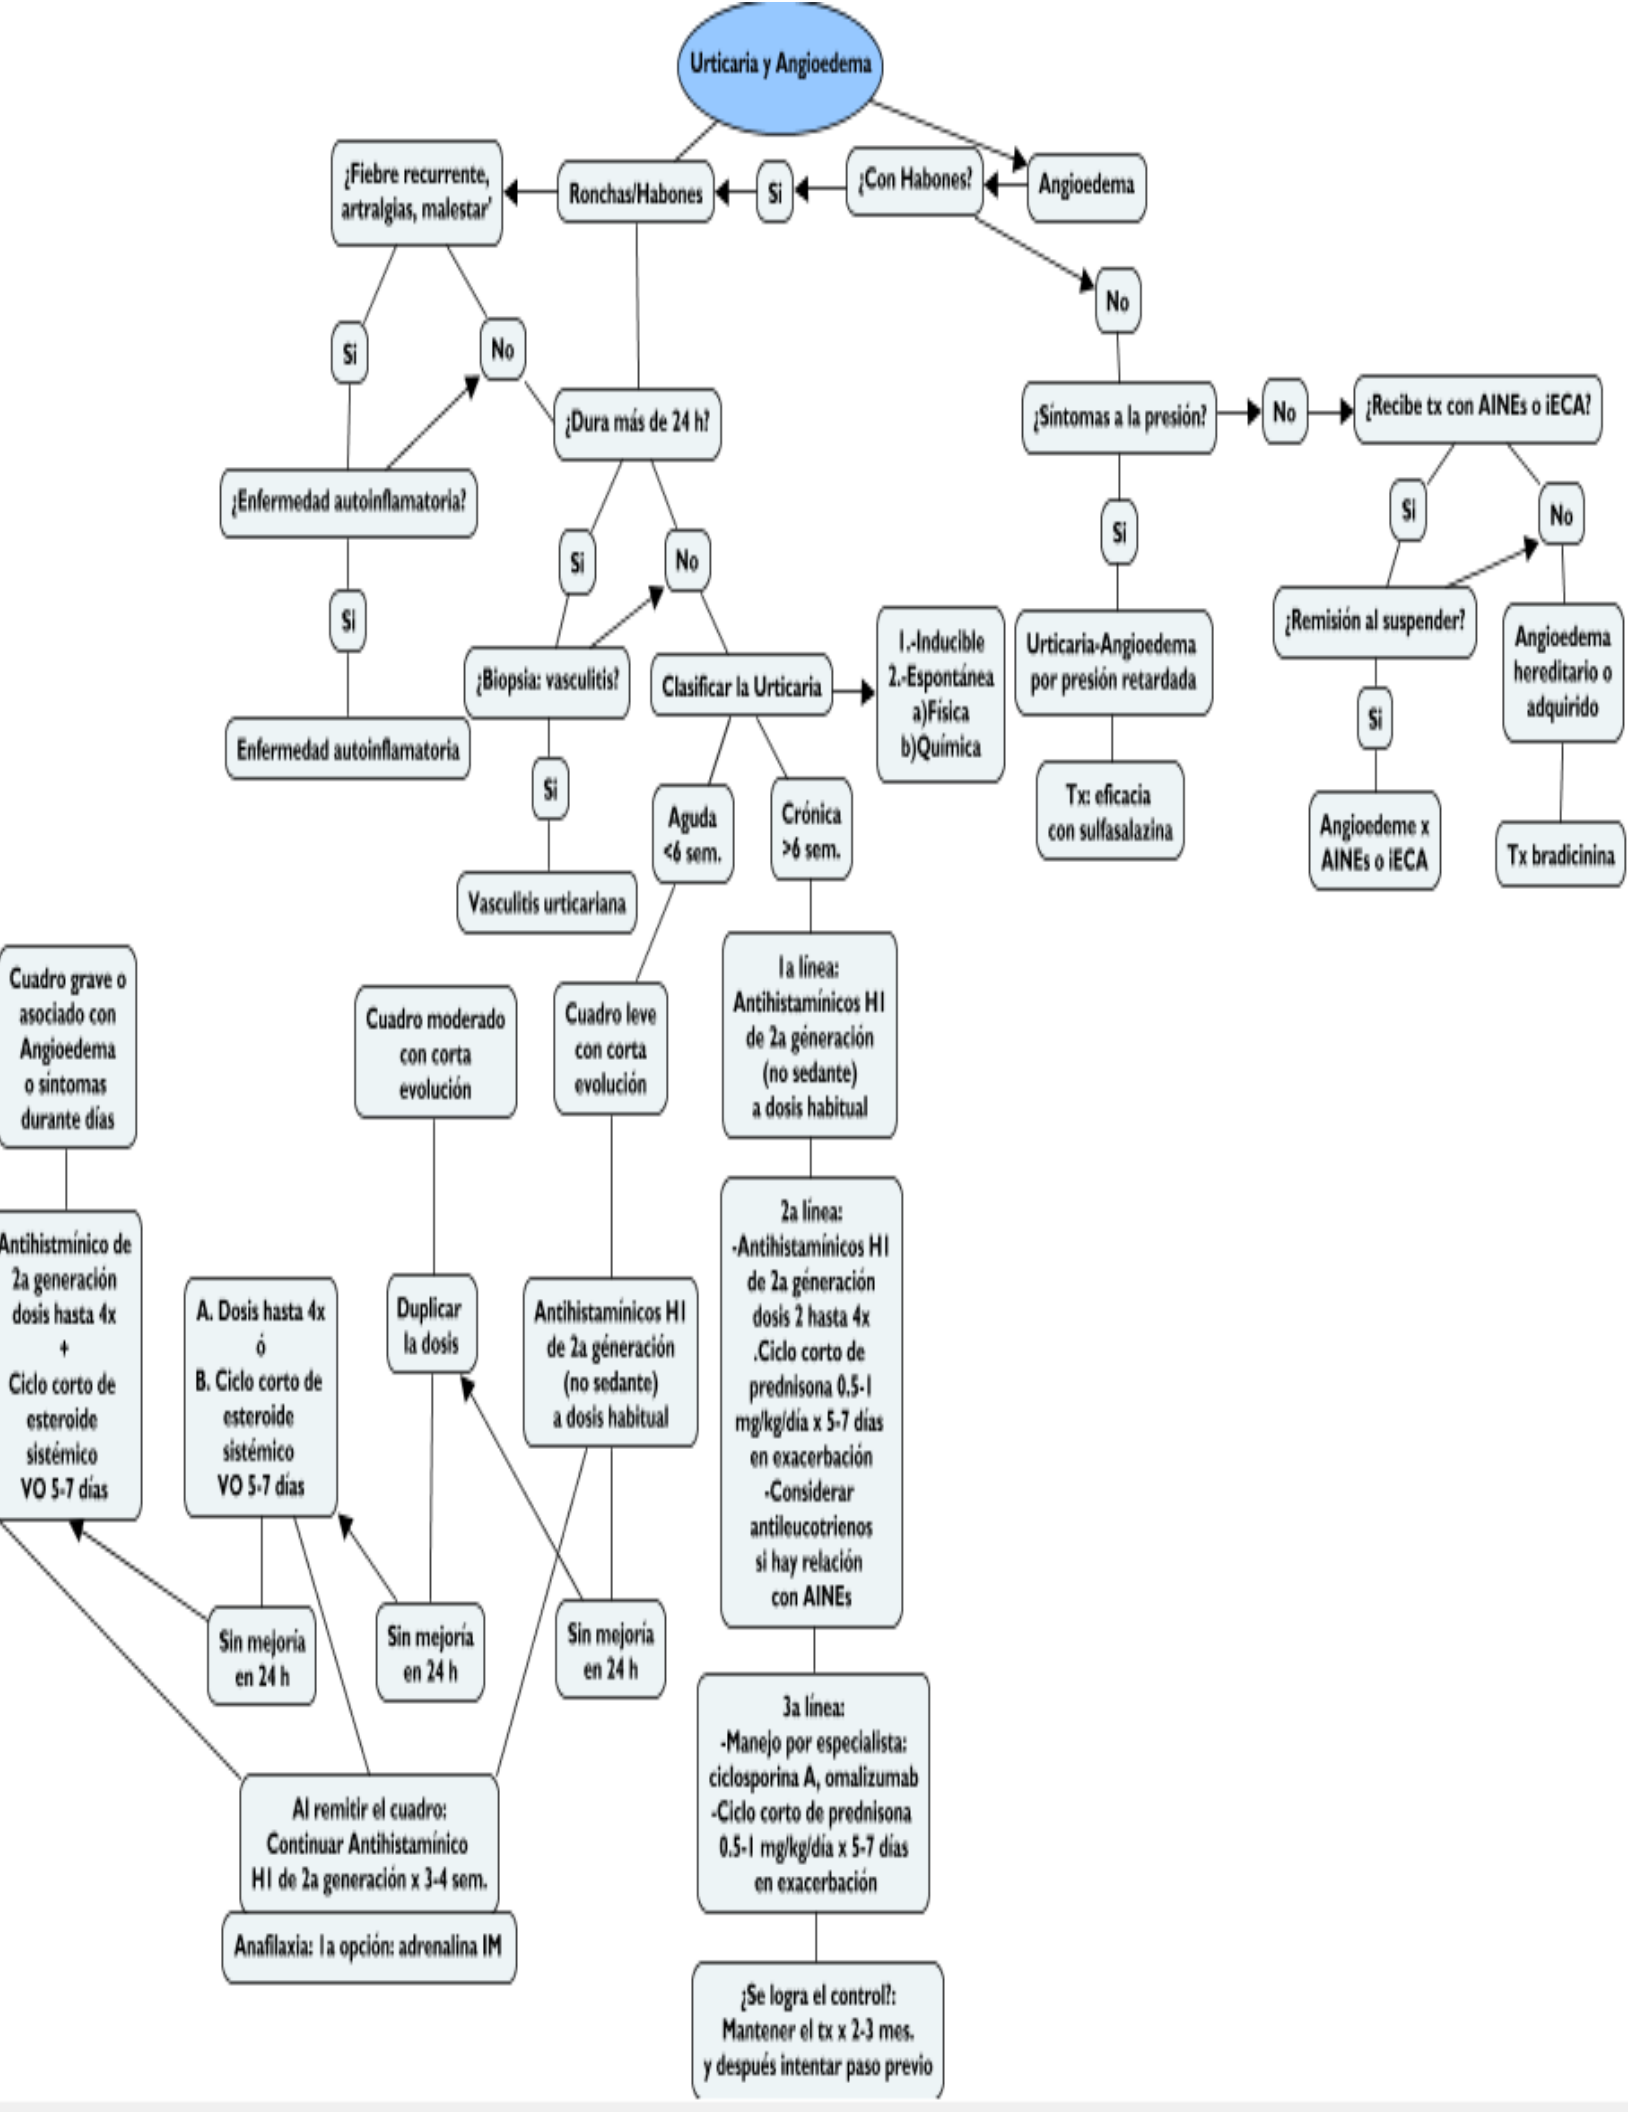 Urticaria y Angioedema
¿Fiebre recurrente,
artralgias, malestar'
Ronchas/Habones
Si
¿Con Habones?
Angioedema
Si
No
No
¿Dura más de 24 h?
¿Síntomas a la presión?
No
¿Recibe tx con AINEs o iECA?
¿Enfermedad autoinflamatoria?
Si
No
Si
Si
No
Si
¿Biopsia: vasculitis?
Clasificar la Urticaria
1.-Inducible
2.-Espontánea
a)Física
b)Química
Urticaria-Angioedema
por presión retardada
¿Remisión al suspender?
Angioedema
hereditario o
adquirido
Enfermedad autoinflamatoria
Si
Aguda
<6 sem.
Crónica
>6 sem.
Tx: eficacia
con sulfasalazina
Si
Angioedeme x
AINEs o iECA
Tx bradicinina
Vasculitis urticariana
Cuadro grave o
asociado con
Angioedema
o síntomas
durante días
Cuadro moderado
con corta
evolución
Cuadro leve
con corta
evolución
1a línea:
Antihistamínicos H1
de 2a géneración
(no sedante)
a dosis habitual
Antihistmínico de
2a generación
dosis hasta 4x
+
Ciclo corto de
esteroide
sistémico
VO 5-7 días
A. Dosis hasta 4x
ó
B. Ciclo corto de
esteroide
sistémico
VO 5-7 días
Duplicar
la dosis
Antihistamínicos H1
de 2a géneración
(no sedante)
a dosis habitual
2a línea:
-Antihistamínicos H1
de 2a géneración
dosis 2 hasta 4x
.Ciclo corto de
prednisona 0.5-1
mg/kg/día x 5-7 días
en exacerbación
-Considerar
antileucotrienos
si hay relación
con AINEs
Sin mejoría
en 24 h
Sin mejoría
en 24 h
Sin mejoría
en 24 h
3a línea:
-Manejo por especialista:
ciclosporina A, omalizumab
-Ciclo corto de prednisona
0.5-1 mg/kg/día x 5-7 días
en exacerbación
Al remitir el cuadro:
Continuar Antihistamínico
H1 de 2a generación x 3-4 sem.
Anafilaxia: 1a opción: adrenalina IM
¿Se logra el control?:
Mantener el tx x 2-3 mes.
y después intentar paso previo